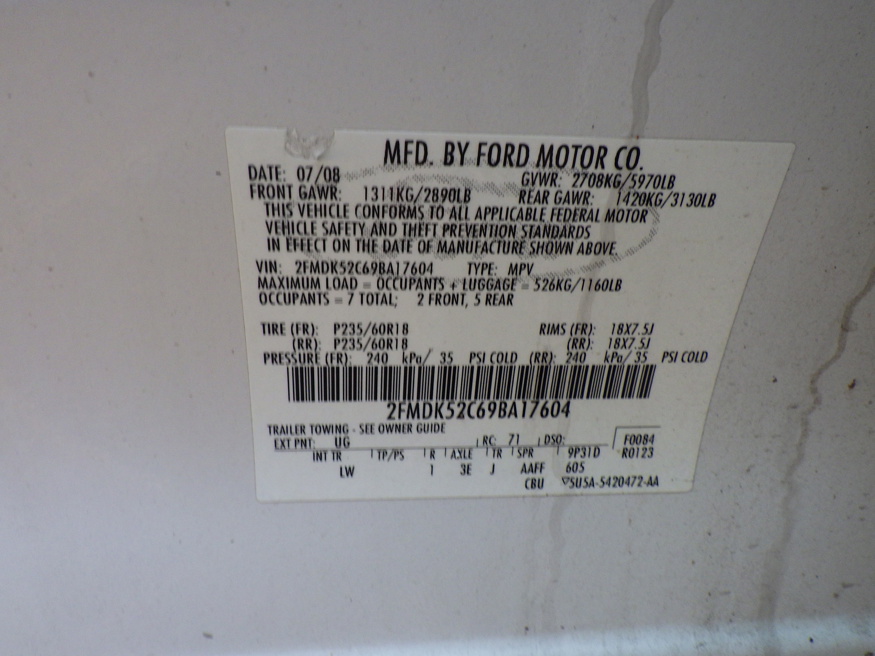 MFD. BY FORD MOTOR CO.
DATE: 07/08 GVWR: 2708KG/5970LB
FRONT GAWR: 1311KG/2890LB REAR GAWR: 1420KG/3130LB
THIS VEHICLE CONFORMS TO ALL APPLICABLE FEDERAL MOTOR
VEHICLE SAFETY AND THEFT PREVENTION STANDARDS
IN EFFECT ON THE DATE OF MANUFACTURE SHOWN ABOVE.
VIN: 2FMDK52C69BA17604 TYPE: MPV
MAXIMUM LOAD = OCCUPANTS + LUGGAGE = 526KG/1160LB
OCCUPANTS = 7 TOTAL; 2 FRONT, 5 REAR
TIRE (FR): P235/60R18 RIMS (FR): 18X7.5J
(RR): P235/60R18 (RR): 18X7.5J
PRESSURE (FR): 240 kPa/ 35 PSI COLD (RR): 240 kPa/ 35 PSI COLD
2FMDK52C69BA17604
TRAILER TOWING - SEE OWNER GUIDE
EXT PNT: UG RC: 71 DSO: F0084
INT TR TP/PS R AXLE TR SPR 9P31D R0123
LW 1 3E J AAFF 605
CBU ▽5U5A-5420472-AA